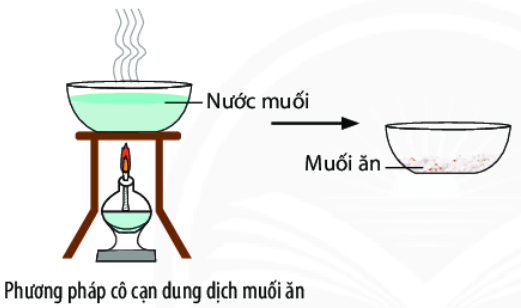 Nước muối
Muối ăn
Phương pháp cô cạn dung dịch muối ăn